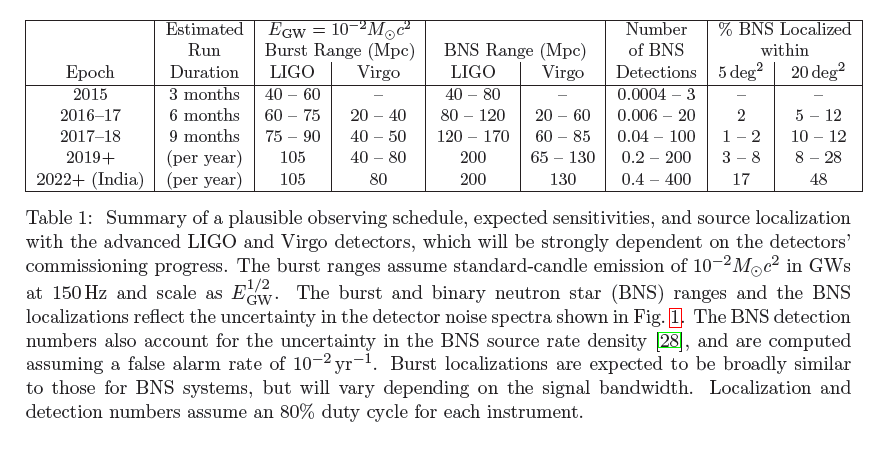 Estimated E_GW = 10^−2 M_⊙c^2 Number % BNS Localized
Run Burst Range (Mpc) BNS Range (Mpc) of BNS within
Epoch Duration LIGO Virgo LIGO Virgo Detections 5 deg^2 20 deg^2
2015 3 months 40 – 60 – 40 – 80 – 0.0004 – 3 – –
2016–17 6 months 60 – 75 20 – 40 80 – 120 20 – 60 0.006 – 20 2 5 – 12
2017–18 9 months 75 – 90 40 – 50 120 – 170 60 – 85 0.04 – 100 1 – 2 10 – 12
2019+ (per year) 105 40 – 80 200 65 – 130 0.2 – 200 3 – 8 8 – 28
2022+ (India) (per year) 105 80 200 130 0.4 – 400 17 48
Table 1: Summary of a plausible observing schedule, expected sensitivities, and source localization
with the advanced LIGO and Virgo detectors, which will be strongly dependent on the detectors’
commissioning progress. The burst ranges assume standard-candle emission of 10^−2 M_⊙c^2 in GWs
at 150 Hz and scale as E_GW^1/2. The burst and binary neutron star (BNS) ranges and the BNS
localizations reflect the uncertainty in the detector noise spectra shown in Fig. 1. The BNS detection
numbers also account for the uncertainty in the BNS source rate density [28], and are computed
assuming a false alarm rate of 10^−2 yr^−1. Burst localizations are expected to be broadly similar
to those for BNS systems, but will vary depending on the signal bandwidth. Localization and
detection numbers assume an 80% duty cycle for each instrument.